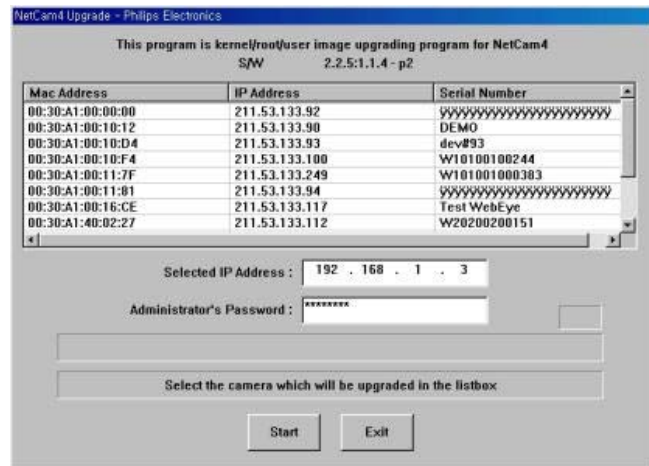 NetCam4 Upgrade - Philips Electronics
This program is kernel/root/user image upgrading program for NetCam4
S/W 2.2.5:1.1.4 - p2
Mac Address IP Address Serial Number
00:30:A1:00:00:00 211.53.133.92 ÿÿÿÿÿÿÿÿÿÿÿÿÿÿÿÿÿÿÿÿÿÿÿ
00:30:A1:00:10:12 211.53.133.90 DEMO
00:30:A1:00:10:D4 211.53.133.93 dev#93
00:30:A1:00:10:F4 211.53.133.100 W10100100244
00:30:A1:00:11:7F 211.53.133.249 W101001000383
00:30:A1:00:11:81 211.53.133.94 ÿÿÿÿÿÿÿÿÿÿÿÿÿÿÿÿÿÿÿÿÿÿÿ
00:30:A1:00:16:CE 211.53.133.117 Test WebEye
00:30:A1:40:02:27 211.53.133.112 W20200200151
Selected IP Address : 192 . 168 . 1 . 3
Administrator's Password : ********
Select the camera which will be upgraded in the listbox
Start Exit